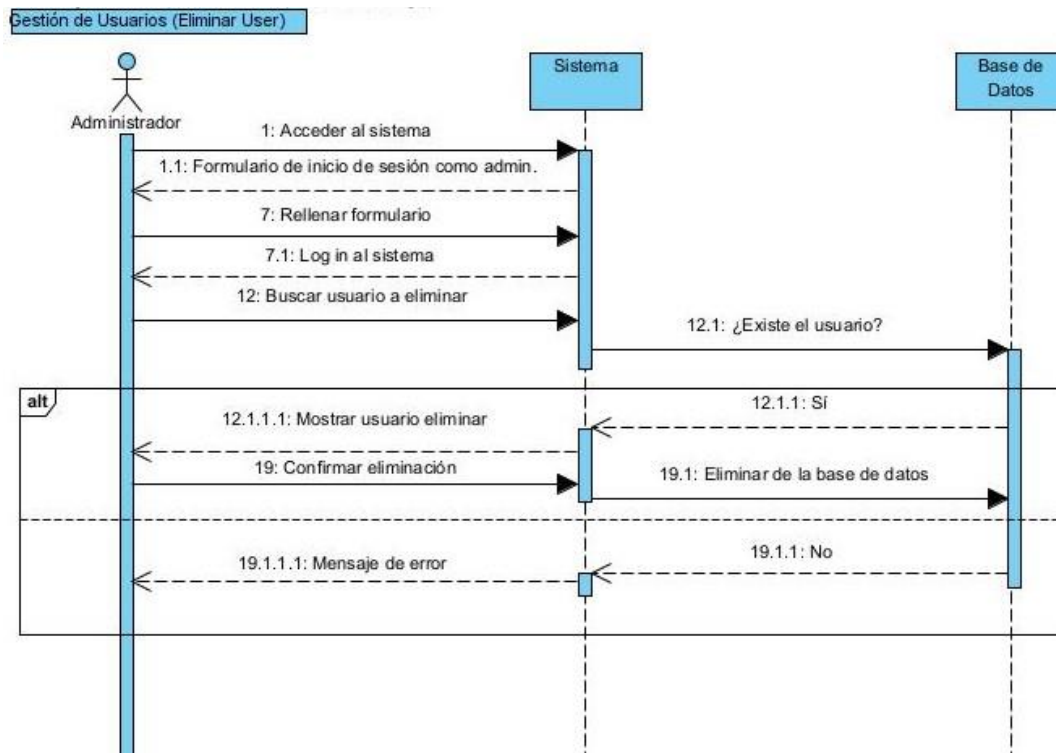 Gestión de Usuarios (Eliminar User)
Sistema
Base de
Datos
Administrador
1: Acceder al sistema
1.1: Formulario de inicio de sesión como admin.
7: Rellenar formulario
7.1: Log in al sistema
12: Buscar usuario a eliminar
12.1: ¿Existe el usuario?
alt
12.1.1: Sí
12.1.1.1: Mostrar usuario eliminar
19: Confirmar eliminación
19.1: Eliminar de la base de datos
19.1.1: No
19.1.1.1: Mensaje de error